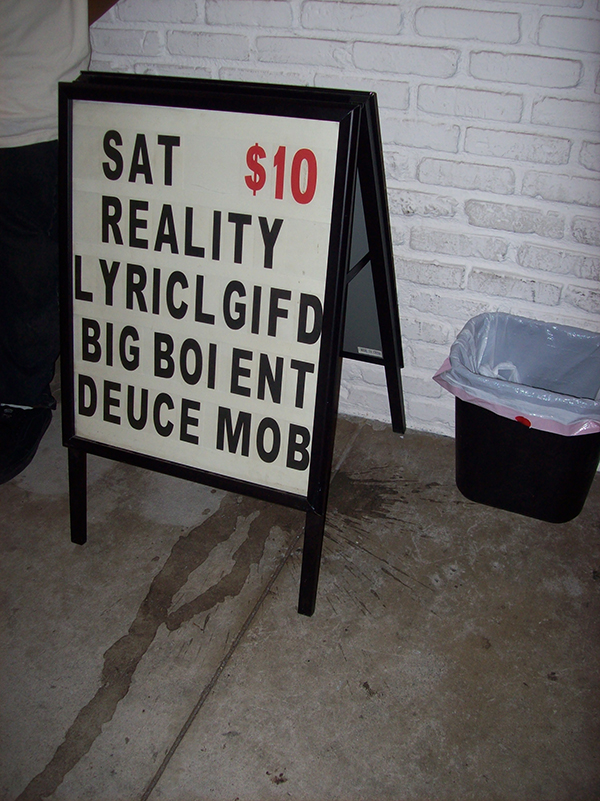 SAT $10
REALITY
LYRICLGIFD
BIG BOI ENT
DEUCE MOB